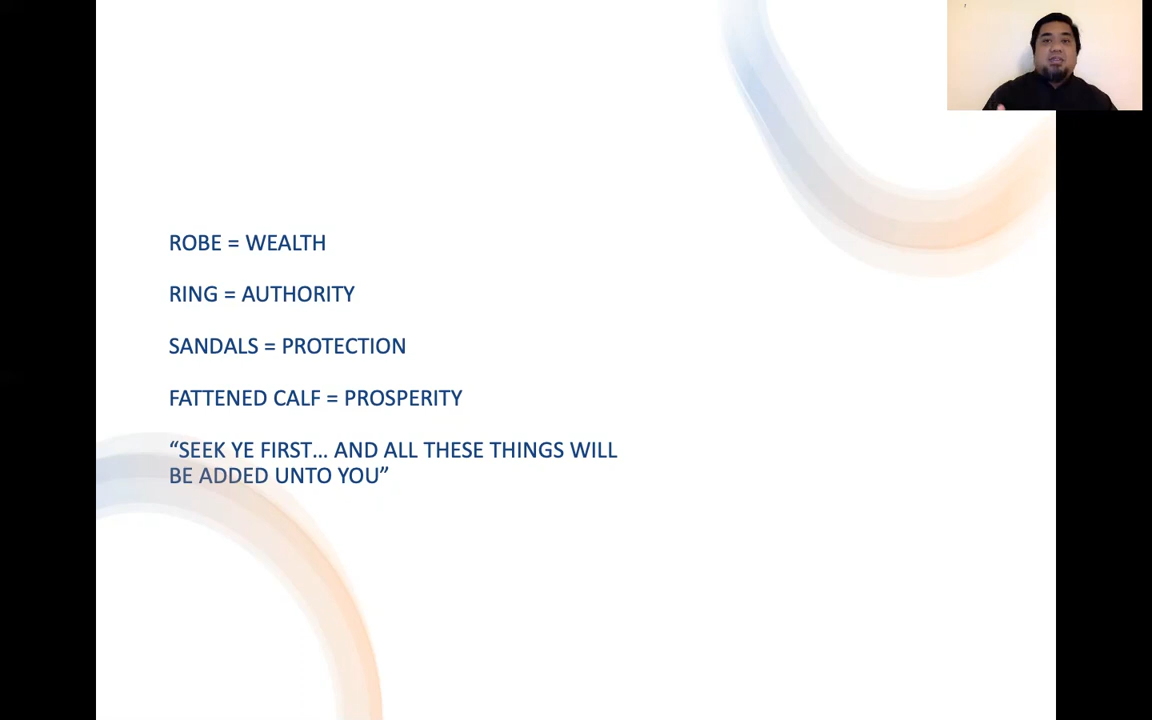 ROBE = WEALTH
RING = AUTHORITY
SANDALS = PROTECTION
FATTENED CALF = PROSPERITY
“SEEK YE FIRST... AND ALL THESE THINGS WILL
BE ADDED UNTO YOU”